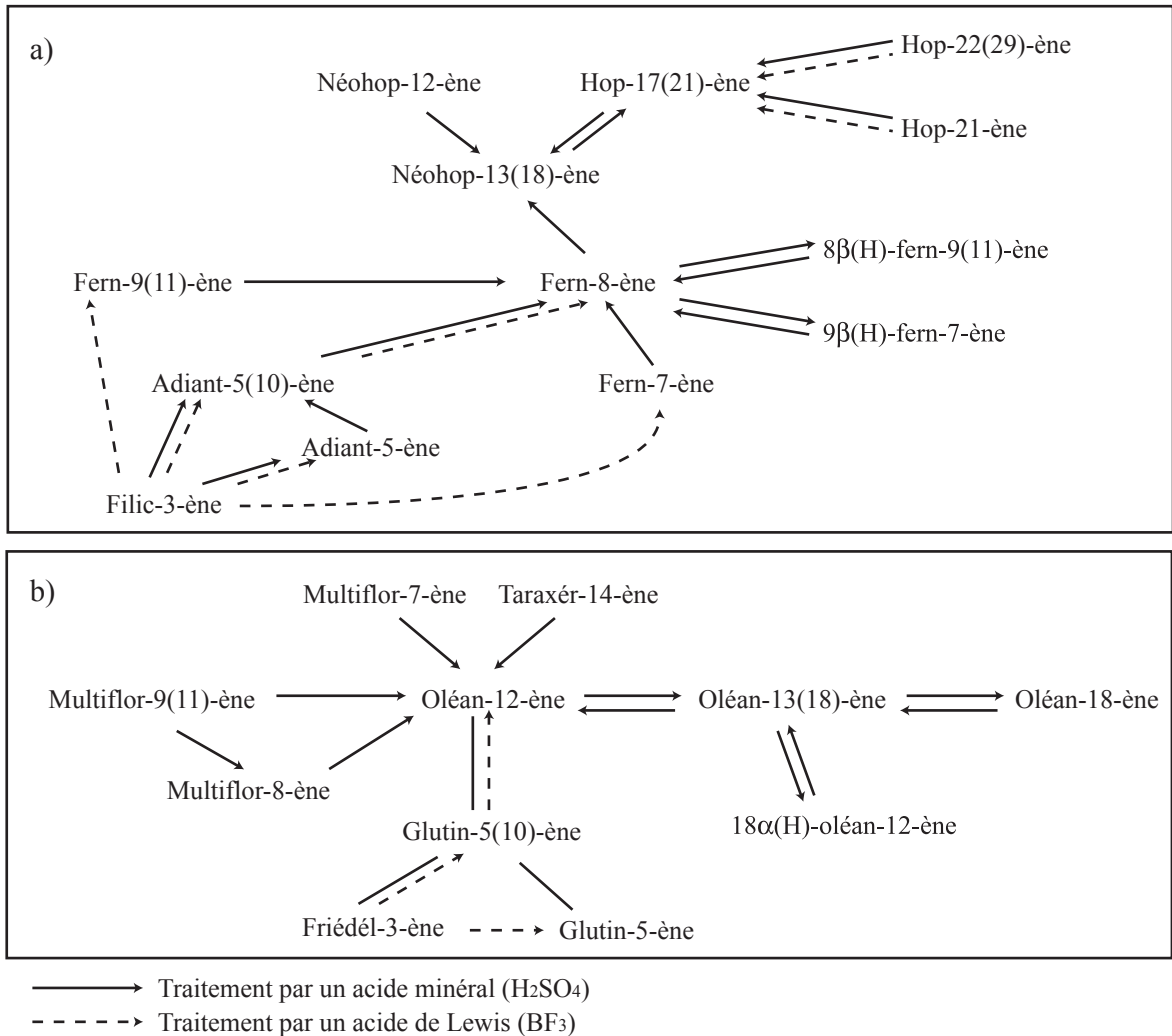 a)
Hop-22(29)-ène
Néohop-12-ène
Hop-17(21)-ène
Hop-21-ène
Néohop-13(18)-ène
8β(H)-fern-9(11)-ène
Fern-9(11)-ène
Fern-8-ène
9β(H)-fern-7-ène
Adiant-5(10)-ène
Fern-7-ène
Adiant-5-ène
Filic-3-ène
b)
Multiflor-7-ène
Taraxér-14-ène
Multiflor-9(11)-ène
Oléan-12-ène
Oléan-13(18)-ène
Oléan-18-ène
Multiflor-8-ène
18α(H)-oléan-12-ène
Glutin-5(10)-ène
Friédél-3-ène
Glutin-5-ène
Traitement par un acide minéral (H₂SO₄)
Traitement par un acide de Lewis (BF₃)